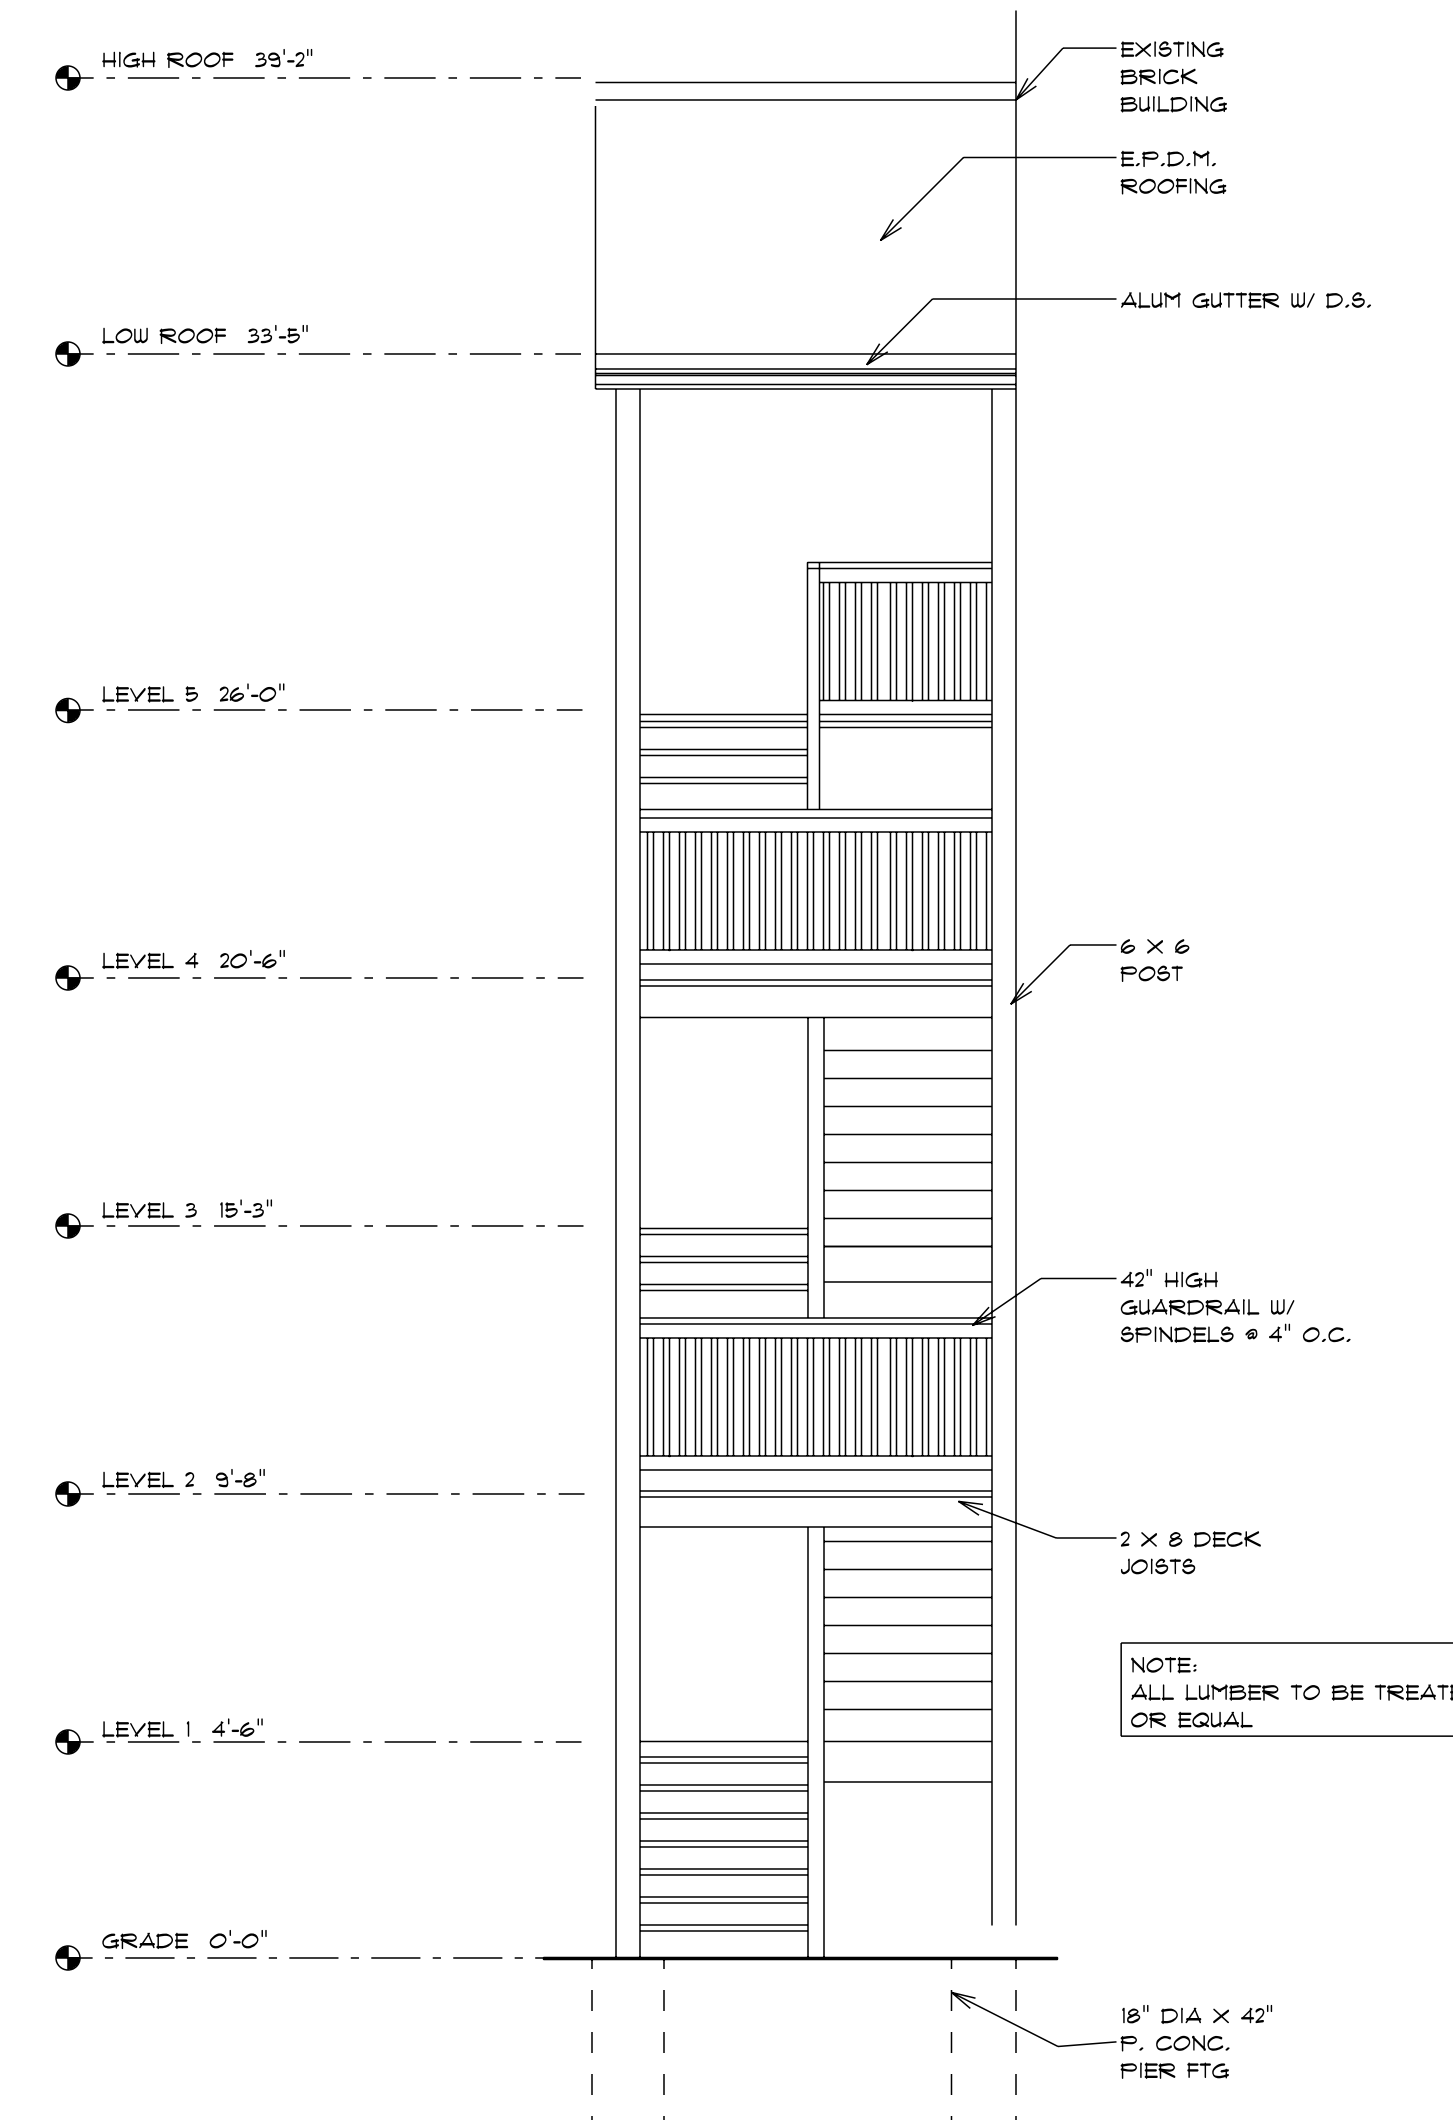 HIGH ROOF 39'-2"
EXISTING
BRICK
BUILDING
E.P.D.M.
ROOFING
ALUM GUTTER W/ D.S.
LOW ROOF 33'-5"
LEVEL 5 26'-0"
LEVEL 4 20'-6"
6 X 6
POST
LEVEL 3 15'-3"
42" HIGH
GUARDRAIL W/
SPINDELS @ 4" O.C.
LEVEL 2 9'-8"
2 X 8 DECK
JOISTS
NOTE:
ALL LUMBER TO BE TREATE
OR EQUAL
LEVEL 1 4'-6"
GRADE 0'-0"
18" DIA X 42"
P. CONC.
PIER FTG